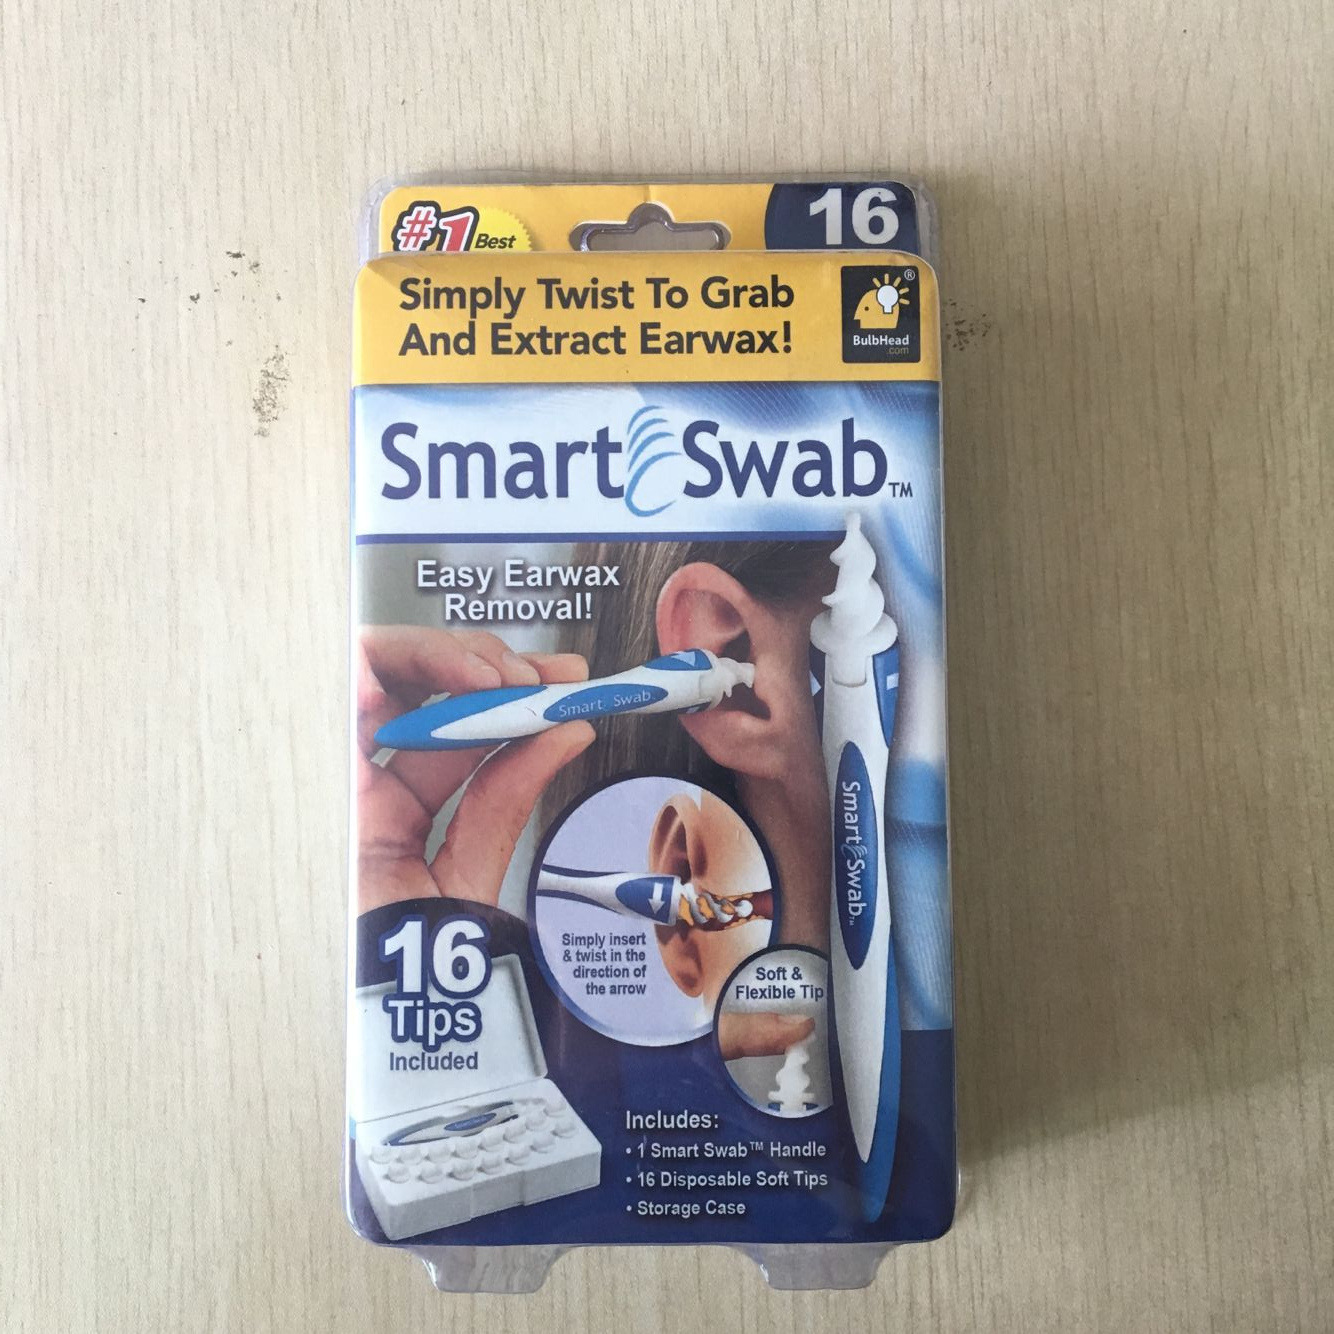 #1 Best
16
Simply Twist To Grab
And Extract Earwax!
®
BulbHead
.com
Smart Swab™
Easy Earwax
Removal!
Smart Swab
Smart Swab™
Simply insert
& twist in the
direction of
the arrow
Soft &
Flexible Tip
16
Tips
Included
Includes:
• 1 Smart Swab™ Handle
• 16 Disposable Soft Tips
• Storage Case